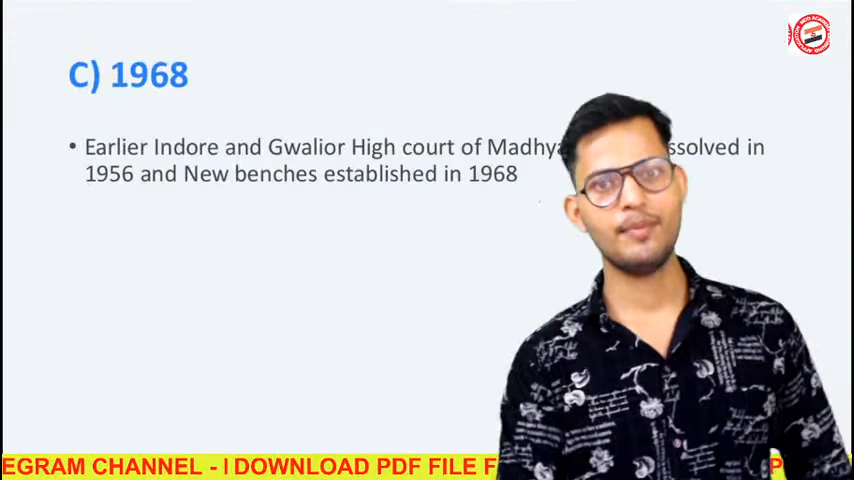 C) 1968
• Earlier Indore and Gwalior High court of Madhya ssolved in
1956 and New benches established in 1968
EGRAM CHANNEL - I DOWNLOAD PDF FILE F P